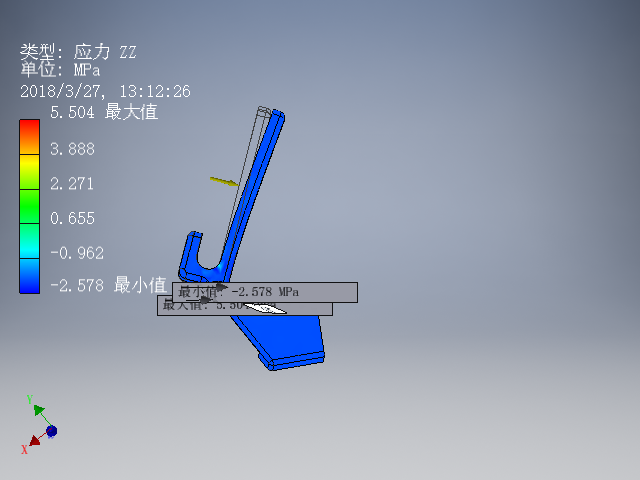 类型: 应力 ZZ
单位: MPa
2018/3/27, 13:12:26
5.504 最大值
3.888
2.271
0.655
-0.962
-2.578 最小值
最小值: -2.578 MPa
最大值: 5.504
Y
X